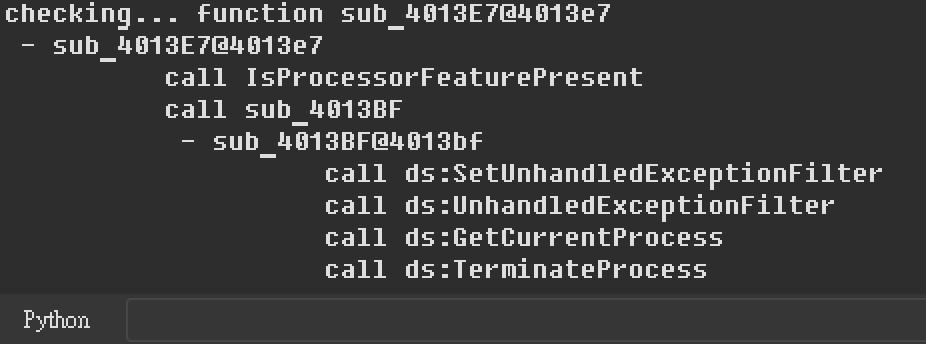 checking... function sub_4013E7@4013e7
- sub_4013E7@4013e7
call IsProcessorFeaturePresent
call sub_4013BF
- sub_4013BF@4013bf
call ds:SetUnhandledExceptionFilter
call ds:UnhandledExceptionFilter
call ds:GetCurrentProcess
call ds:TerminateProcess
Python